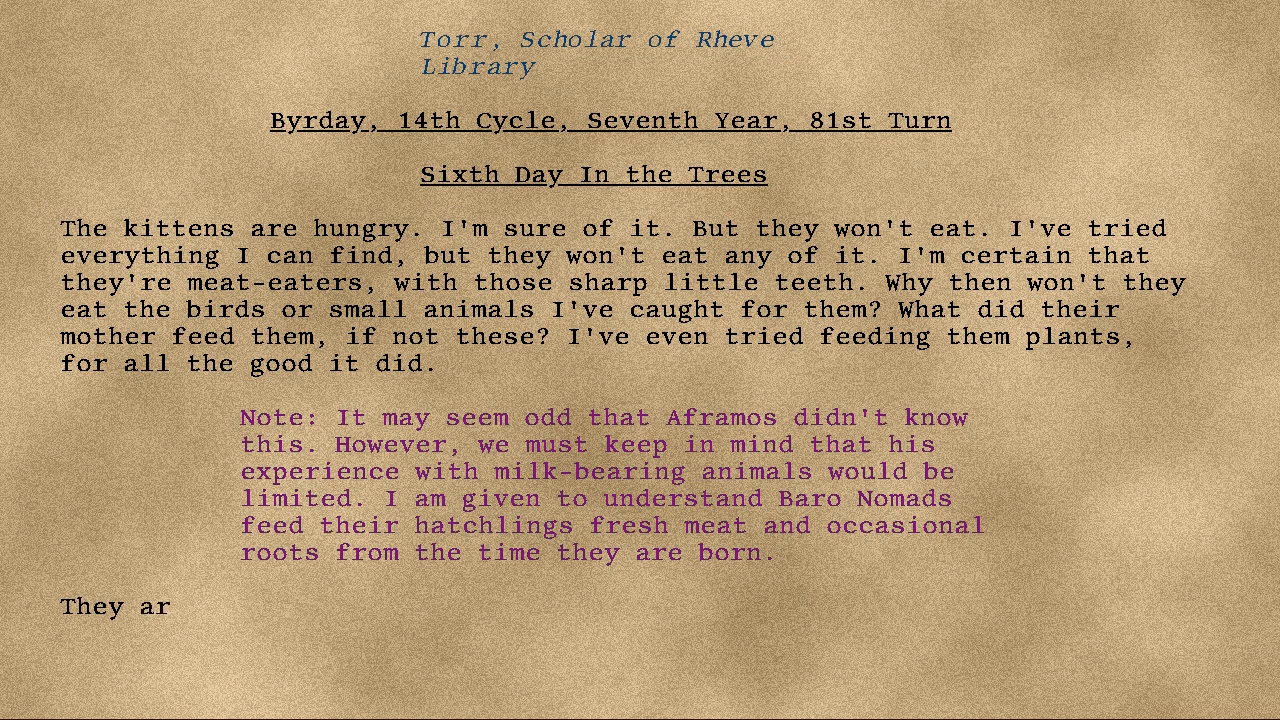 Torr, Scholar of Rheve
Library
Byrday, 14th Cycle, Seventh Year, 81st Turn
Sixth Day In the Trees
The kittens are hungry. I'm sure of it. But they won't eat. I've tried
everything I can find, but they won't eat any of it. I'm certain that
they're meat-eaters, with those sharp little teeth. Why then won't they
eat the birds or small animals I've caught for them? What did their
mother feed them, if not these? I've even tried feeding them plants,
for all the good it did.
Note: It may seem odd that Aframos didn't know
this. However, we must keep in mind that his
experience with milk-bearing animals would be
limited. I am given to understand Baro Nomads
feed their hatchlings fresh meat and occasional
roots from the time they are born.
They ar